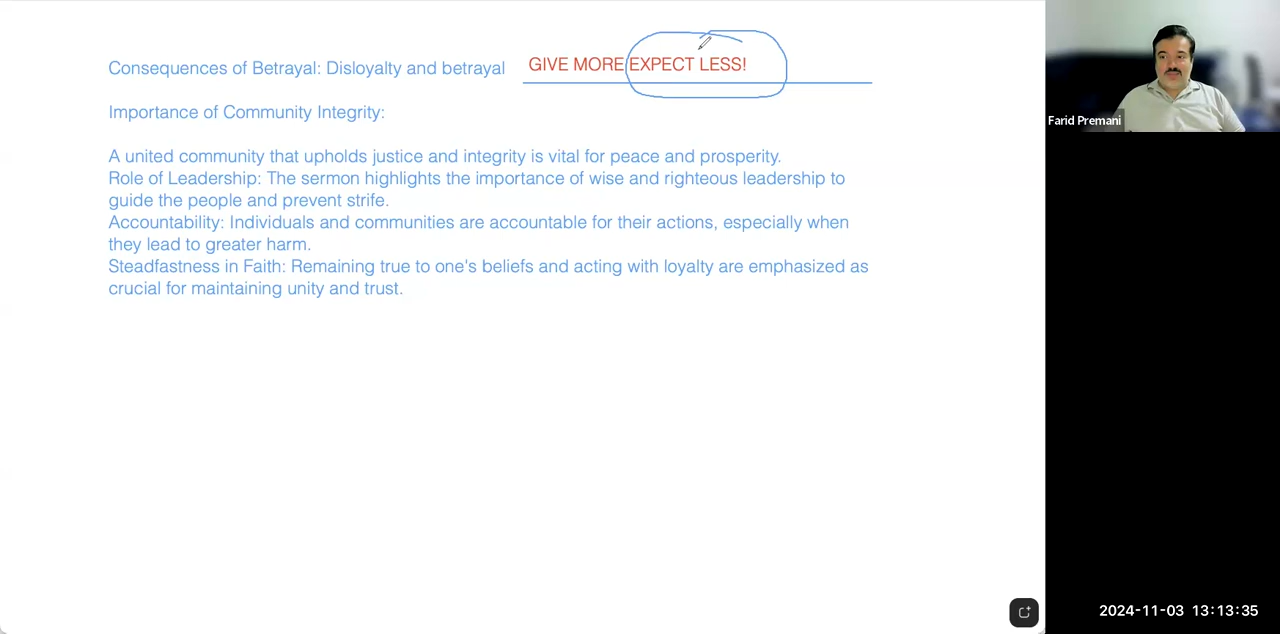 Consequences of Betrayal: Disloyalty and betrayal GIVE MORE EXPECT LESS!
Importance of Community Integrity:
A united community that upholds justice and integrity is vital for peace and prosperity.
Role of Leadership: The sermon highlights the importance of wise and righteous leadership to
guide the people and prevent strife.
Accountability: Individuals and communities are accountable for their actions, especially when
they lead to greater harm.
Steadfastness in Faith: Remaining true to one's beliefs and acting with loyalty are emphasized as
crucial for maintaining unity and trust.
Farid Premani
2024-11-03 13:13:35